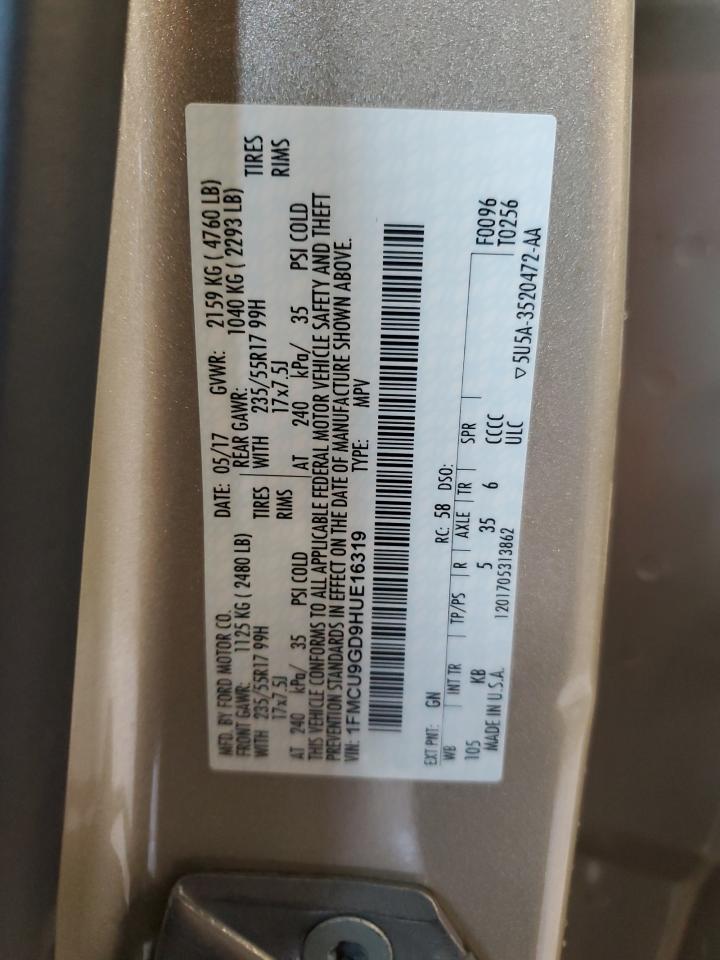 MFD. BY FORD MOTOR CO.
DATE: 05/17 GVWR: 2159 KG ( 4760 LB)
FRONT GAWR: 1125 KG ( 2480 LB)
REAR GAWR: 1040 KG ( 2293 LB)
WITH 235/55R17 99H TIRES
WITH 235/55R17 99H TIRES
17x7.5J RIMS
17x7.5J RIMS
AT 240 kPa/ 35 PSI COLD
AT 240 kPa/ 35 PSI COLD
THIS VEHICLE CONFORMS TO ALL APPLICABLE FEDERAL MOTOR VEHICLE SAFETY AND THEFT
PREVENTION STANDARDS IN EFFECT ON THE DATE OF MANUFACTURE SHOWN ABOVE.
VIN: 1FMCU9GD9HUE16319 TYPE: MPV
EXT PNT: GN RC: 58 DSO: F0096
WB INT TR TP/PS R AXLE TR SPR T0256
105 KB 5 35 6 CCCC
MADE IN U.S.A. 1201705313862 ULC ▽5U5A-3520472-AA